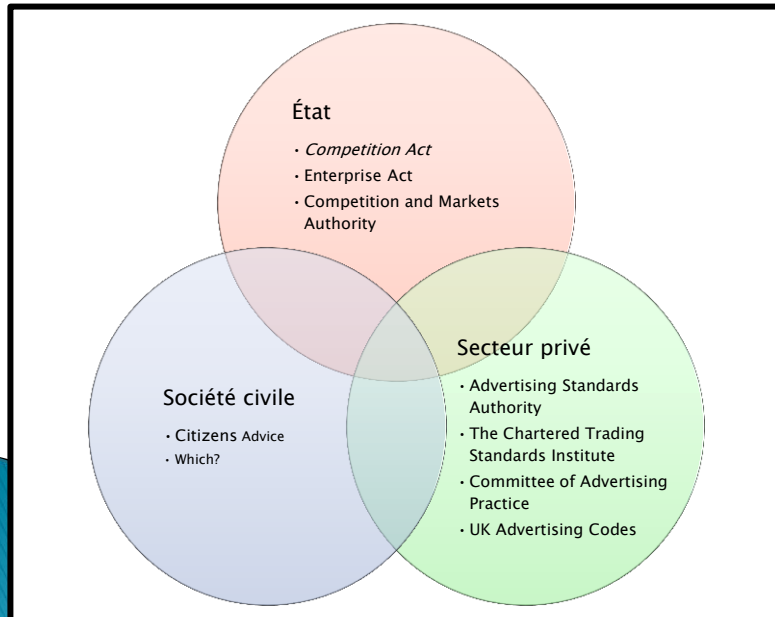 État
• Competition Act
• Enterprise Act
• Competition and Markets
Authority
Société civile
• Citizens Advice
• Which?
Secteur privé
• Advertising Standards
Authority
• The Chartered Trading
Standards Institute
• Committee of Advertising
Practice
• UK Advertising Codes